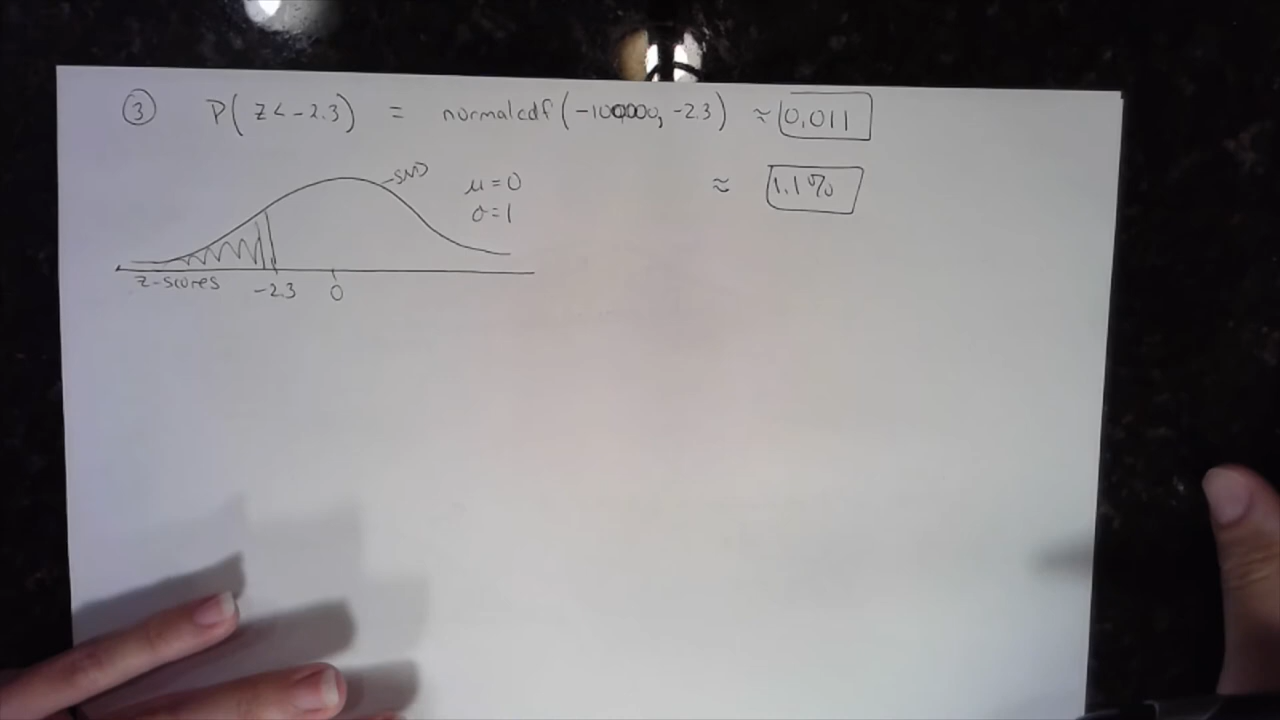 ③ P(Z < -2.3) = normalcdf(-100000, -2.3) ≈ 0.011
≈ 1.1%
SND
μ = 0
σ = 1
z-scores -2.3 0